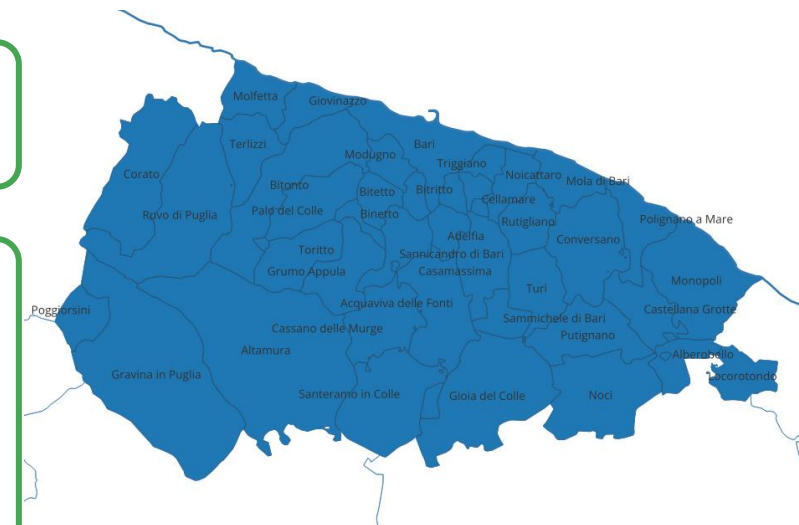 Molfetta
Giovinazzo
Terlizzi
Bari
Modugno
Triggiano
Corato
Noicattaro
Mola di Bari
Bitonto
Bitetto
Bitritto
Cellamare
Ruvo di Puglia
Palo del Colle
Binetto
Rutigliano
Polignano a Mare
Adelfia
Conversano
Toritto
Sannicandro di Bari
Grumo Appula
Casamassima
Monopoli
Turi
Poggiorsini
Acquaviva delle Fonti
Castellana Grotte
Sammichele di Bari
Cassano delle Murge
Putignano
Altamura
Alberobello
Gravina in Puglia
Locorotondo
Santeramo in Colle
Gioia del Colle
Noci